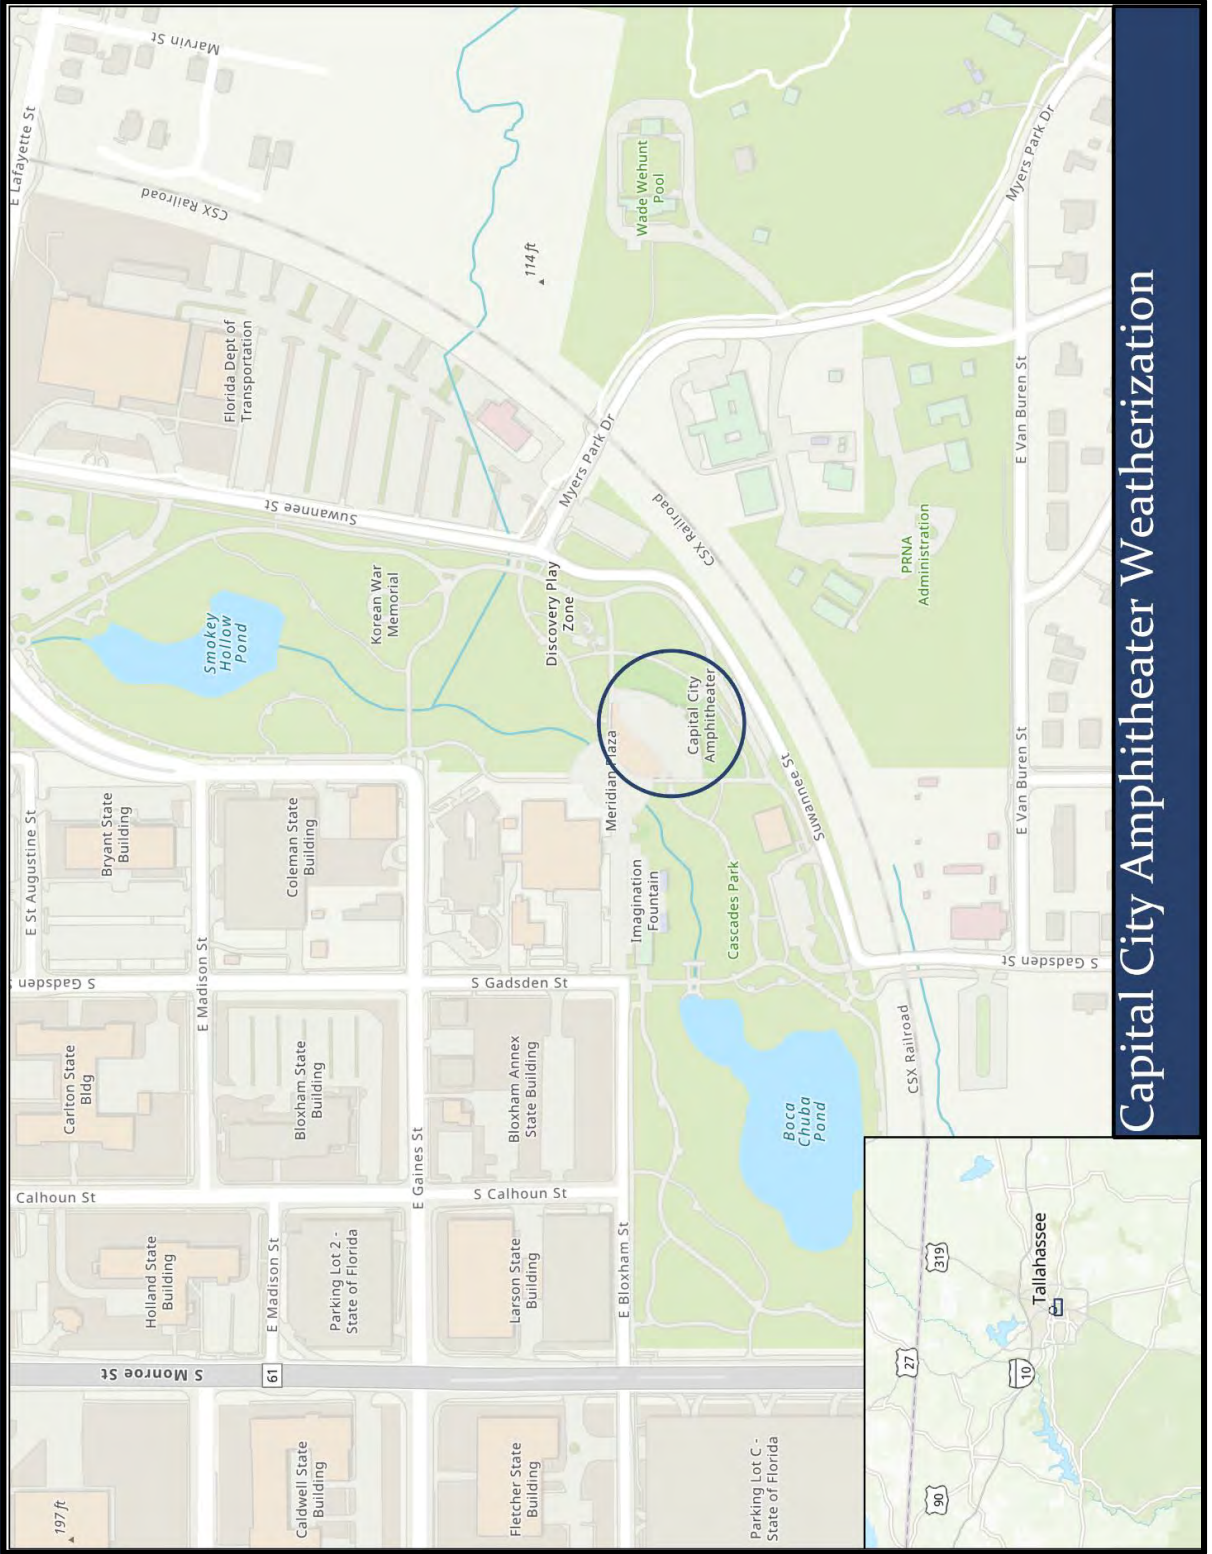 Marvin St
E Lafayette St
CSX Railroad
Florida Dept of
Transportation
114 ft
Wade Wehunt
Pool
Myers Park Dr
Suwannee St
Myers Park Dr
CSX Railroad
E Van Buren St
PRNA
Administration
Smokey
Hollow
Pond
Korean War
Memorial
Discovery Play
Zone
Capital City
Amphitheater
Meridian Plaza
Suwannee St
E Van Buren St
E St Augustine St
Bryant State
Building
Coleman State
Building
Imagination
Fountain
Cascades Park
S Gadsden St
E Madison St
S Gadsden St
S Gadsden St
Carlton State
Bldg
Bloxham State
Building
Bloxham Annex
State Building
CSX Railroad
Boca
Chuba
Pond
E Gaines St
Calhoun St
S Calhoun St
Holland State
Building
E Madison St
Parking Lot 2 -
State of Florida
Larson State
Building
E Bloxham St
S Monroe St
61
197 ft
Caldwell State
Building
Fletcher State
Building
Parking Lot C -
State of Florida
319
Tallahassee
27
10
90
Capital City Amphitheater Weatherization